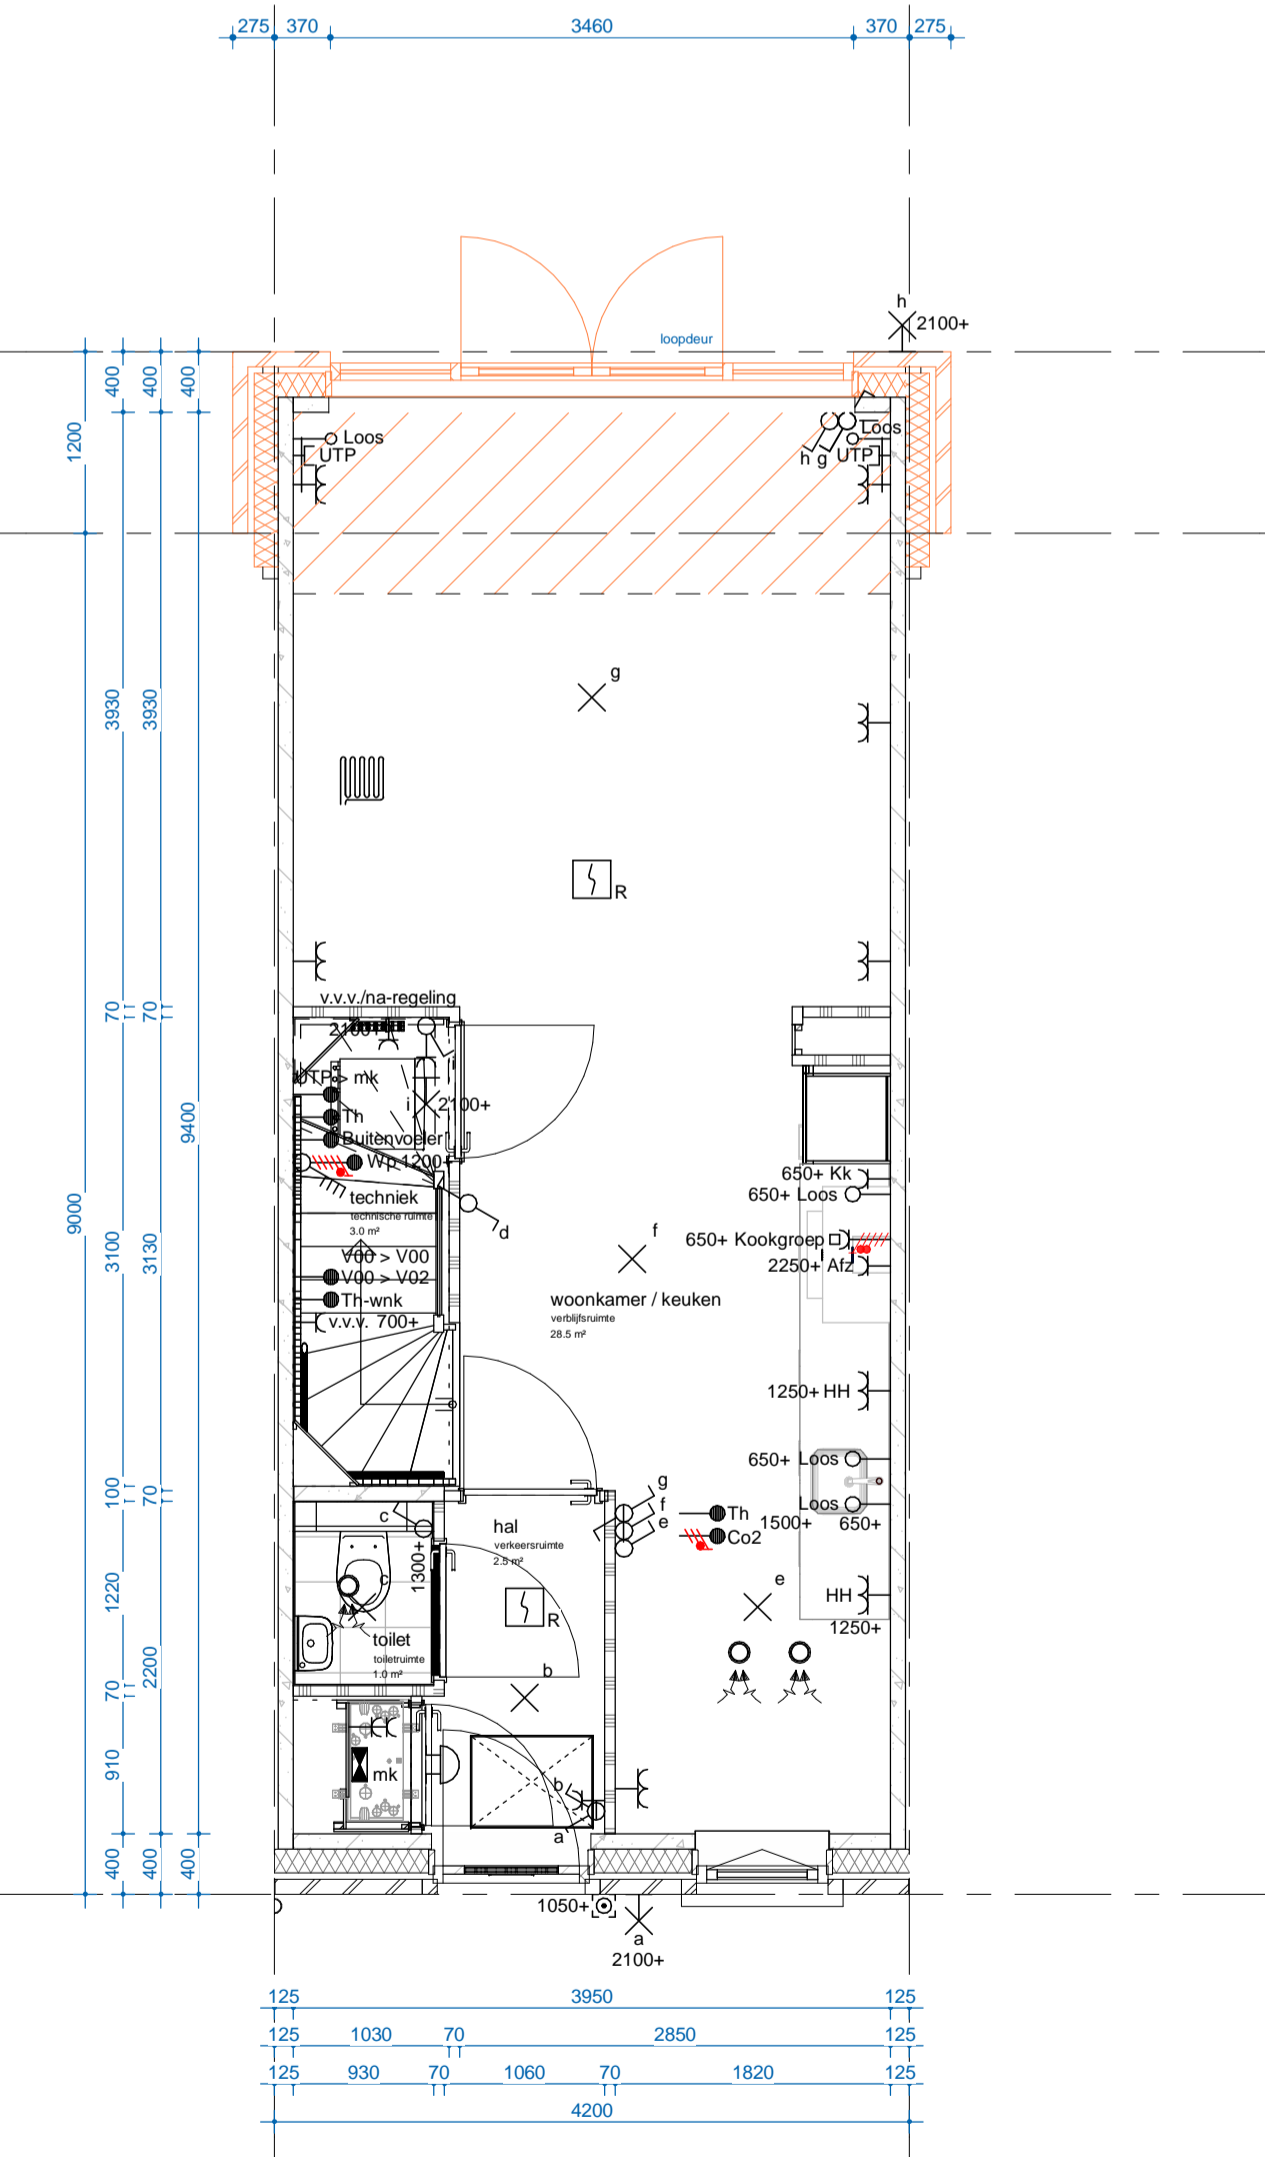 275 370 3460 370 275
h
2100+
loopdeur
400 400 400
1200
Loos
UTP
Loos
h g UTP
g
3930 3930
R
v.v.v./na-regeling
70 70
2100+
i
UTP > mk
i 2100+
Th
Buitenvoeler
Wp 1200+
9400
techniek
technische ruimte
3.0 m²
d
650+ Kk
650+ Loos
9000
3100 3130
f
650+ Kookgroep
2250+ Afz
V00 > V00
V00 > V02
Th-wnk
v.v.v. 700+
woonkamer / keuken
verblijfsruimte
28.5 m²
1250+ HH
650+ Loos
100 70
g
f
e
c
hal
verkeersruimte
2.5 m²
Th
Co2
Loos
1500+ 650+
1300+
1220
c
R
e
HH
1250+
toilet
toiletruimte
1.0 m²
2200
b
70
910
mk
b
a
400 400 400
1050+
a
2100+
125 3950 125
125 1030 70 2850 125
125 930 70 1060 70 1820 125
4200